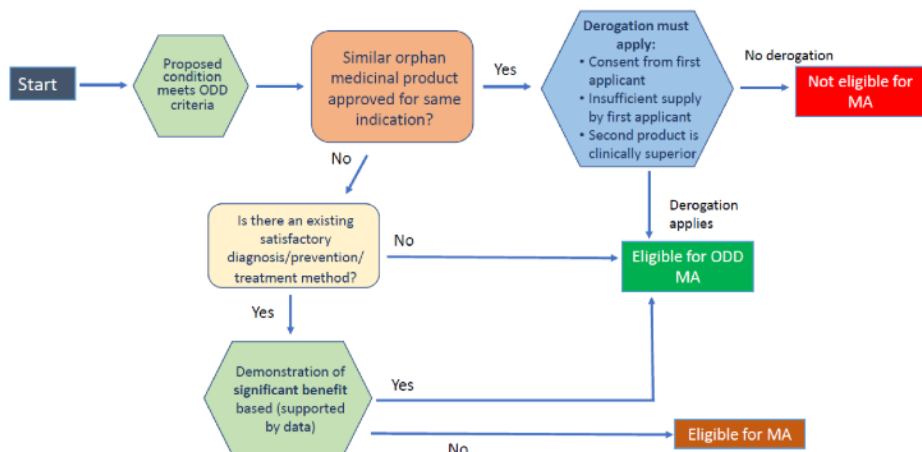 Start
Proposed
condition
meets ODD
criteria
Similar orphan
medicinal product
approved for same
indication?
Yes
Derogation must
apply:
• Consent from first
applicant
• Insufficient supply
by first applicant
• Second product is
clinically superior
No derogation
Not eligible for
MA
No
Derogation
applies
Is there an existing
satisfactory
diagnosis/prevention/
treatment method?
No
Eligible for ODD
MA
Yes
Demonstration of
significant benefit
based (supported
by data)
Yes
No
Eligible for MA